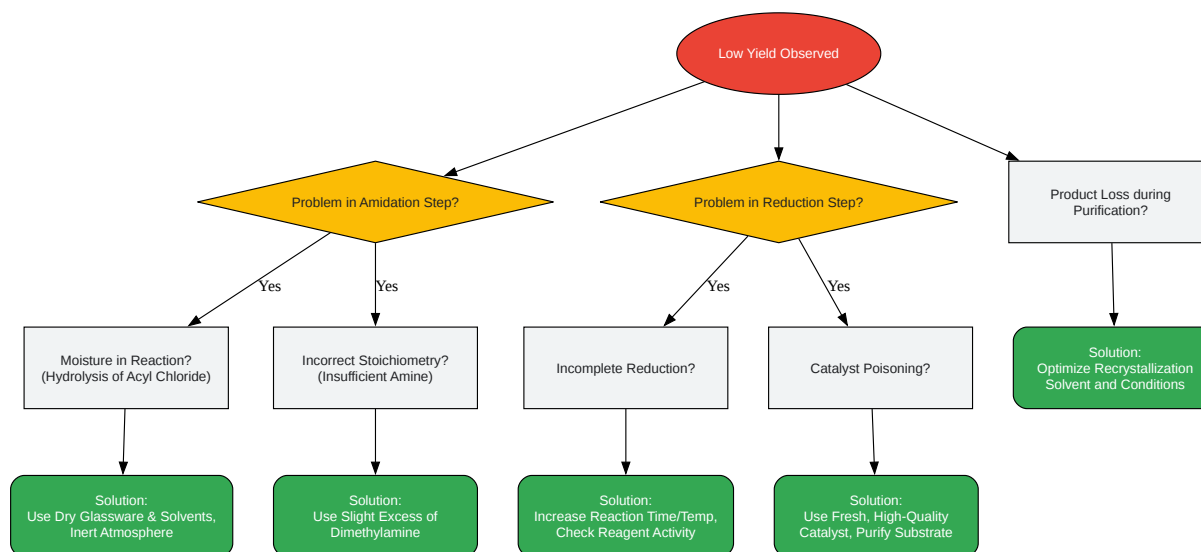 Low Yield Observed
Problem in Amidation Step?
Problem in Reduction Step?
Product Loss during
Purification?
Yes
Yes
Yes
Yes
Moisture in Reaction?
(Hydrolysis of Acyl Chloride)
Incorrect Stoichiometry?
(Insufficient Amine)
Incomplete Reduction?
Catalyst Poisoning?
Solution:
Optimize Recrystallization
Solvent and Conditions
Solution:
Use Dry Glassware & Solvents,
Inert Atmosphere
Solution:
Use Slight Excess of
Dimethylamine
Solution:
Increase Reaction Time/Temp,
Check Reagent Activity
Solution:
Use Fresh, High-Quality
Catalyst, Purify Substrate